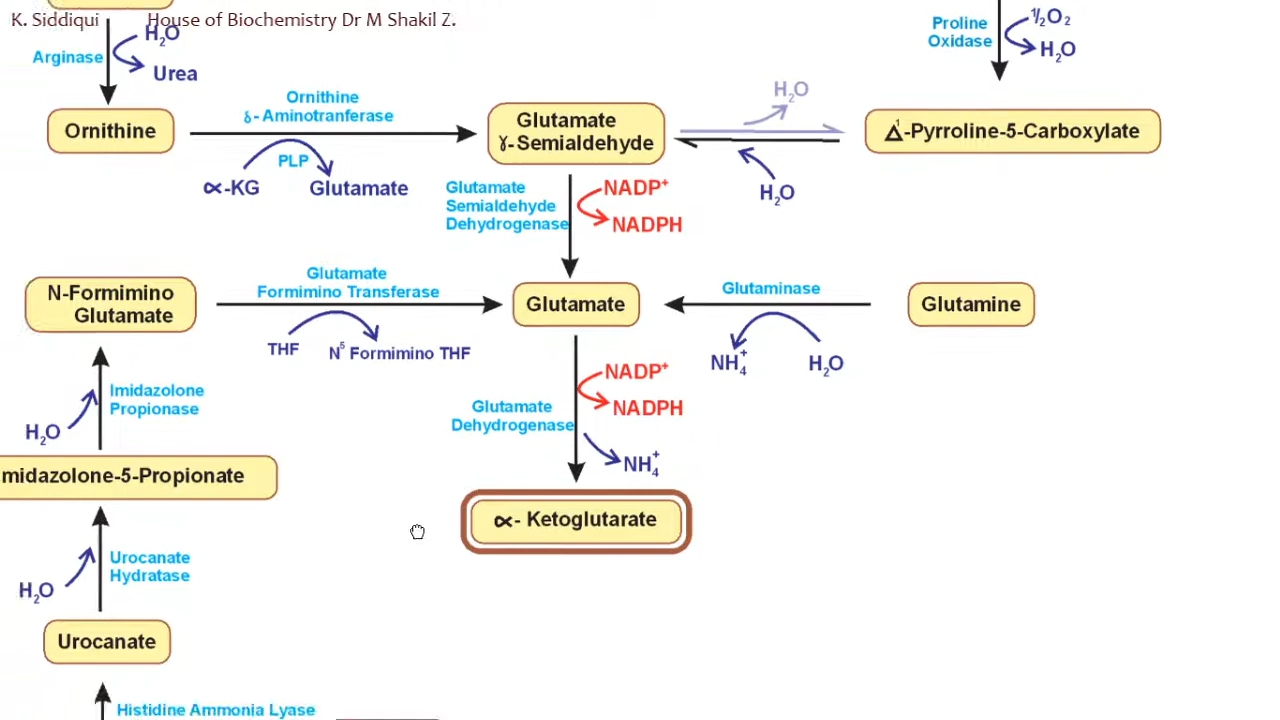 K. Siddiqui House of Biochemistry Dr M Shakil Z.
H₂O
Arginase
Urea
Proline
Oxidase
½O₂
H₂O
Ornithine
Ornithine
δ-Aminotranferase
PLP
α-KG
Glutamate
Glutamate
ɣ-Semialdehyde
H₂O
H₂O
Δ¹-Pyrroline-5-Carboxylate
Glutamate
Semialdehyde
Dehydrogenase
NADP⁺
NADPH
N-Formimino
Glutamate
Glutamate
Formimino Transferase
THF
N⁵ Formimino THF
Glutamate
Glutaminase
NH₄⁺
H₂O
Glutamine
Imidazolone
Propionase
H₂O
Glutamate
Dehydrogenase
NADP⁺
NADPH
NH₄⁺
midazolone-5-Propionate
α- Ketoglutarate
Urocanate
Hydratase
H₂O
Urocanate
Histidine Ammonia Lyase